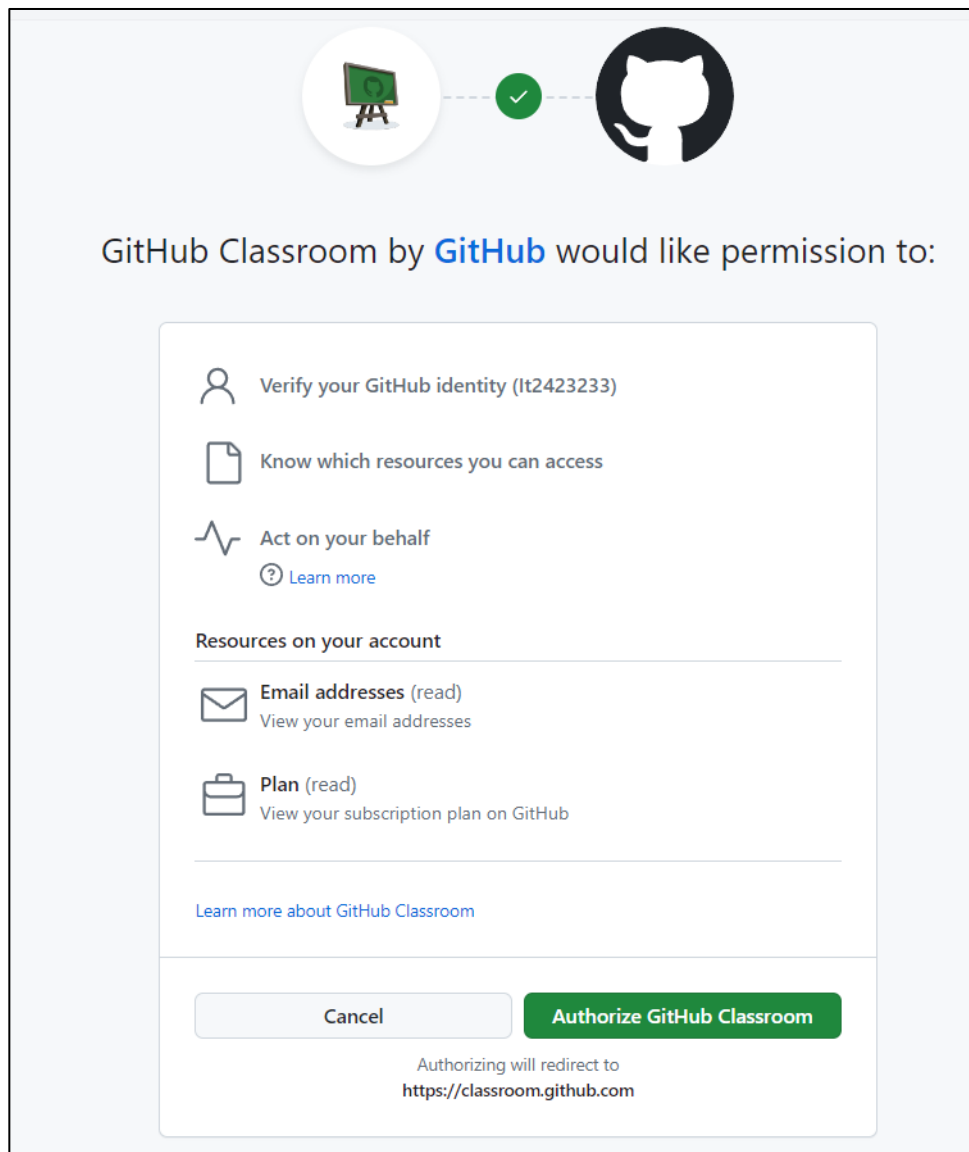 GitHub Classroom by GitHub would like permission to:
Verify your GitHub identity (It2423233)
Know which resources you can access
Act on your behalf
Learn more
Resources on your account
Email addresses (read)
View your email addresses
Plan (read)
View your subscription plan on GitHub
Learn more about GitHub Classroom
Cancel
Authorize GitHub Classroom
Authorizing will redirect to
https://classroom.github.com